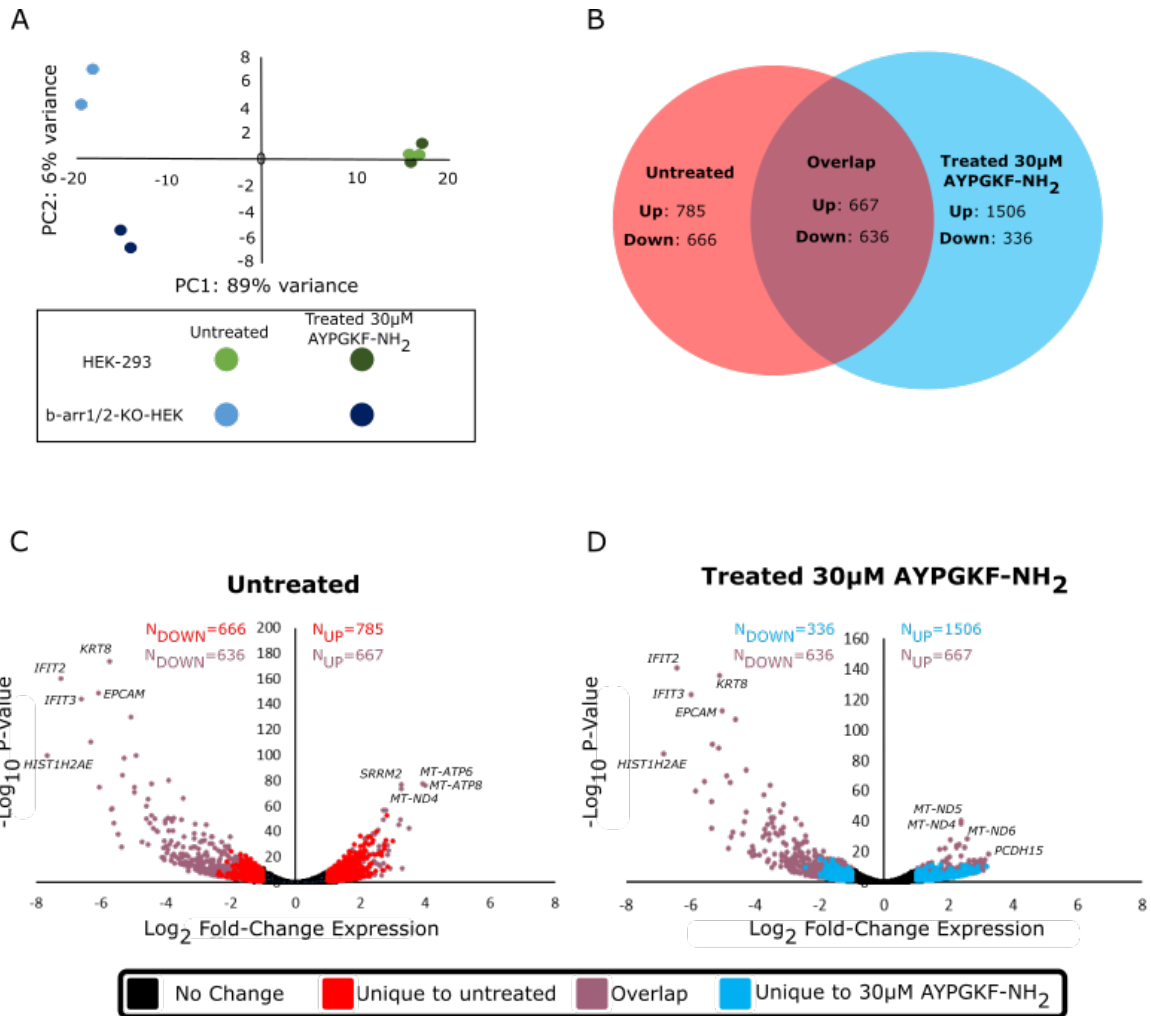 A
8
6
4
2
0
-2
-4
-6
-8
-20
-10
10
20
PC2: 6% variance
PC1: 89% variance
Untreated
Treated 30µM
AYPGKF-NH2
HEK-293
b-arr1/2-KO-HEK
B
Untreated
Up: 785
Down: 666
Overlap
Up: 667
Down: 636
Treated 30µM
AYPGKF-NH2
Up: 1506
Down: 336
C
Untreated
NDOWN=666
NUP=785
NDOWN=636
NUP=667
200
180
160
140
120
100
80
60
40
20
0
KRT8
IFIT2
IFIT3
EPCAM
HIST1H2AE
SRRM2
MT-ATP6
MT-ATP8
MT-ND4
-Log10 P-Value
-8
-6
-4
-2
0
2
4
6
8
Log2 Fold-Change Expression
D
Treated 30µM AYPGKF-NH2
NDOWN=336
NUP=1506
NDOWN=636
NUP=667
160
140
120
100
80
60
40
20
0
IFIT2
KRT8
IFIT3
EPCAM
HIST1H2AE
MT-ND5
MT-ND4
MT-ND6
PCDH15
-Log10 P-Value
-8
-6
-4
-2
0
2
4
6
8
Log2 Fold-Change Expression
No Change
Unique to untreated
Overlap
Unique to 30µM AYPGKF-NH2